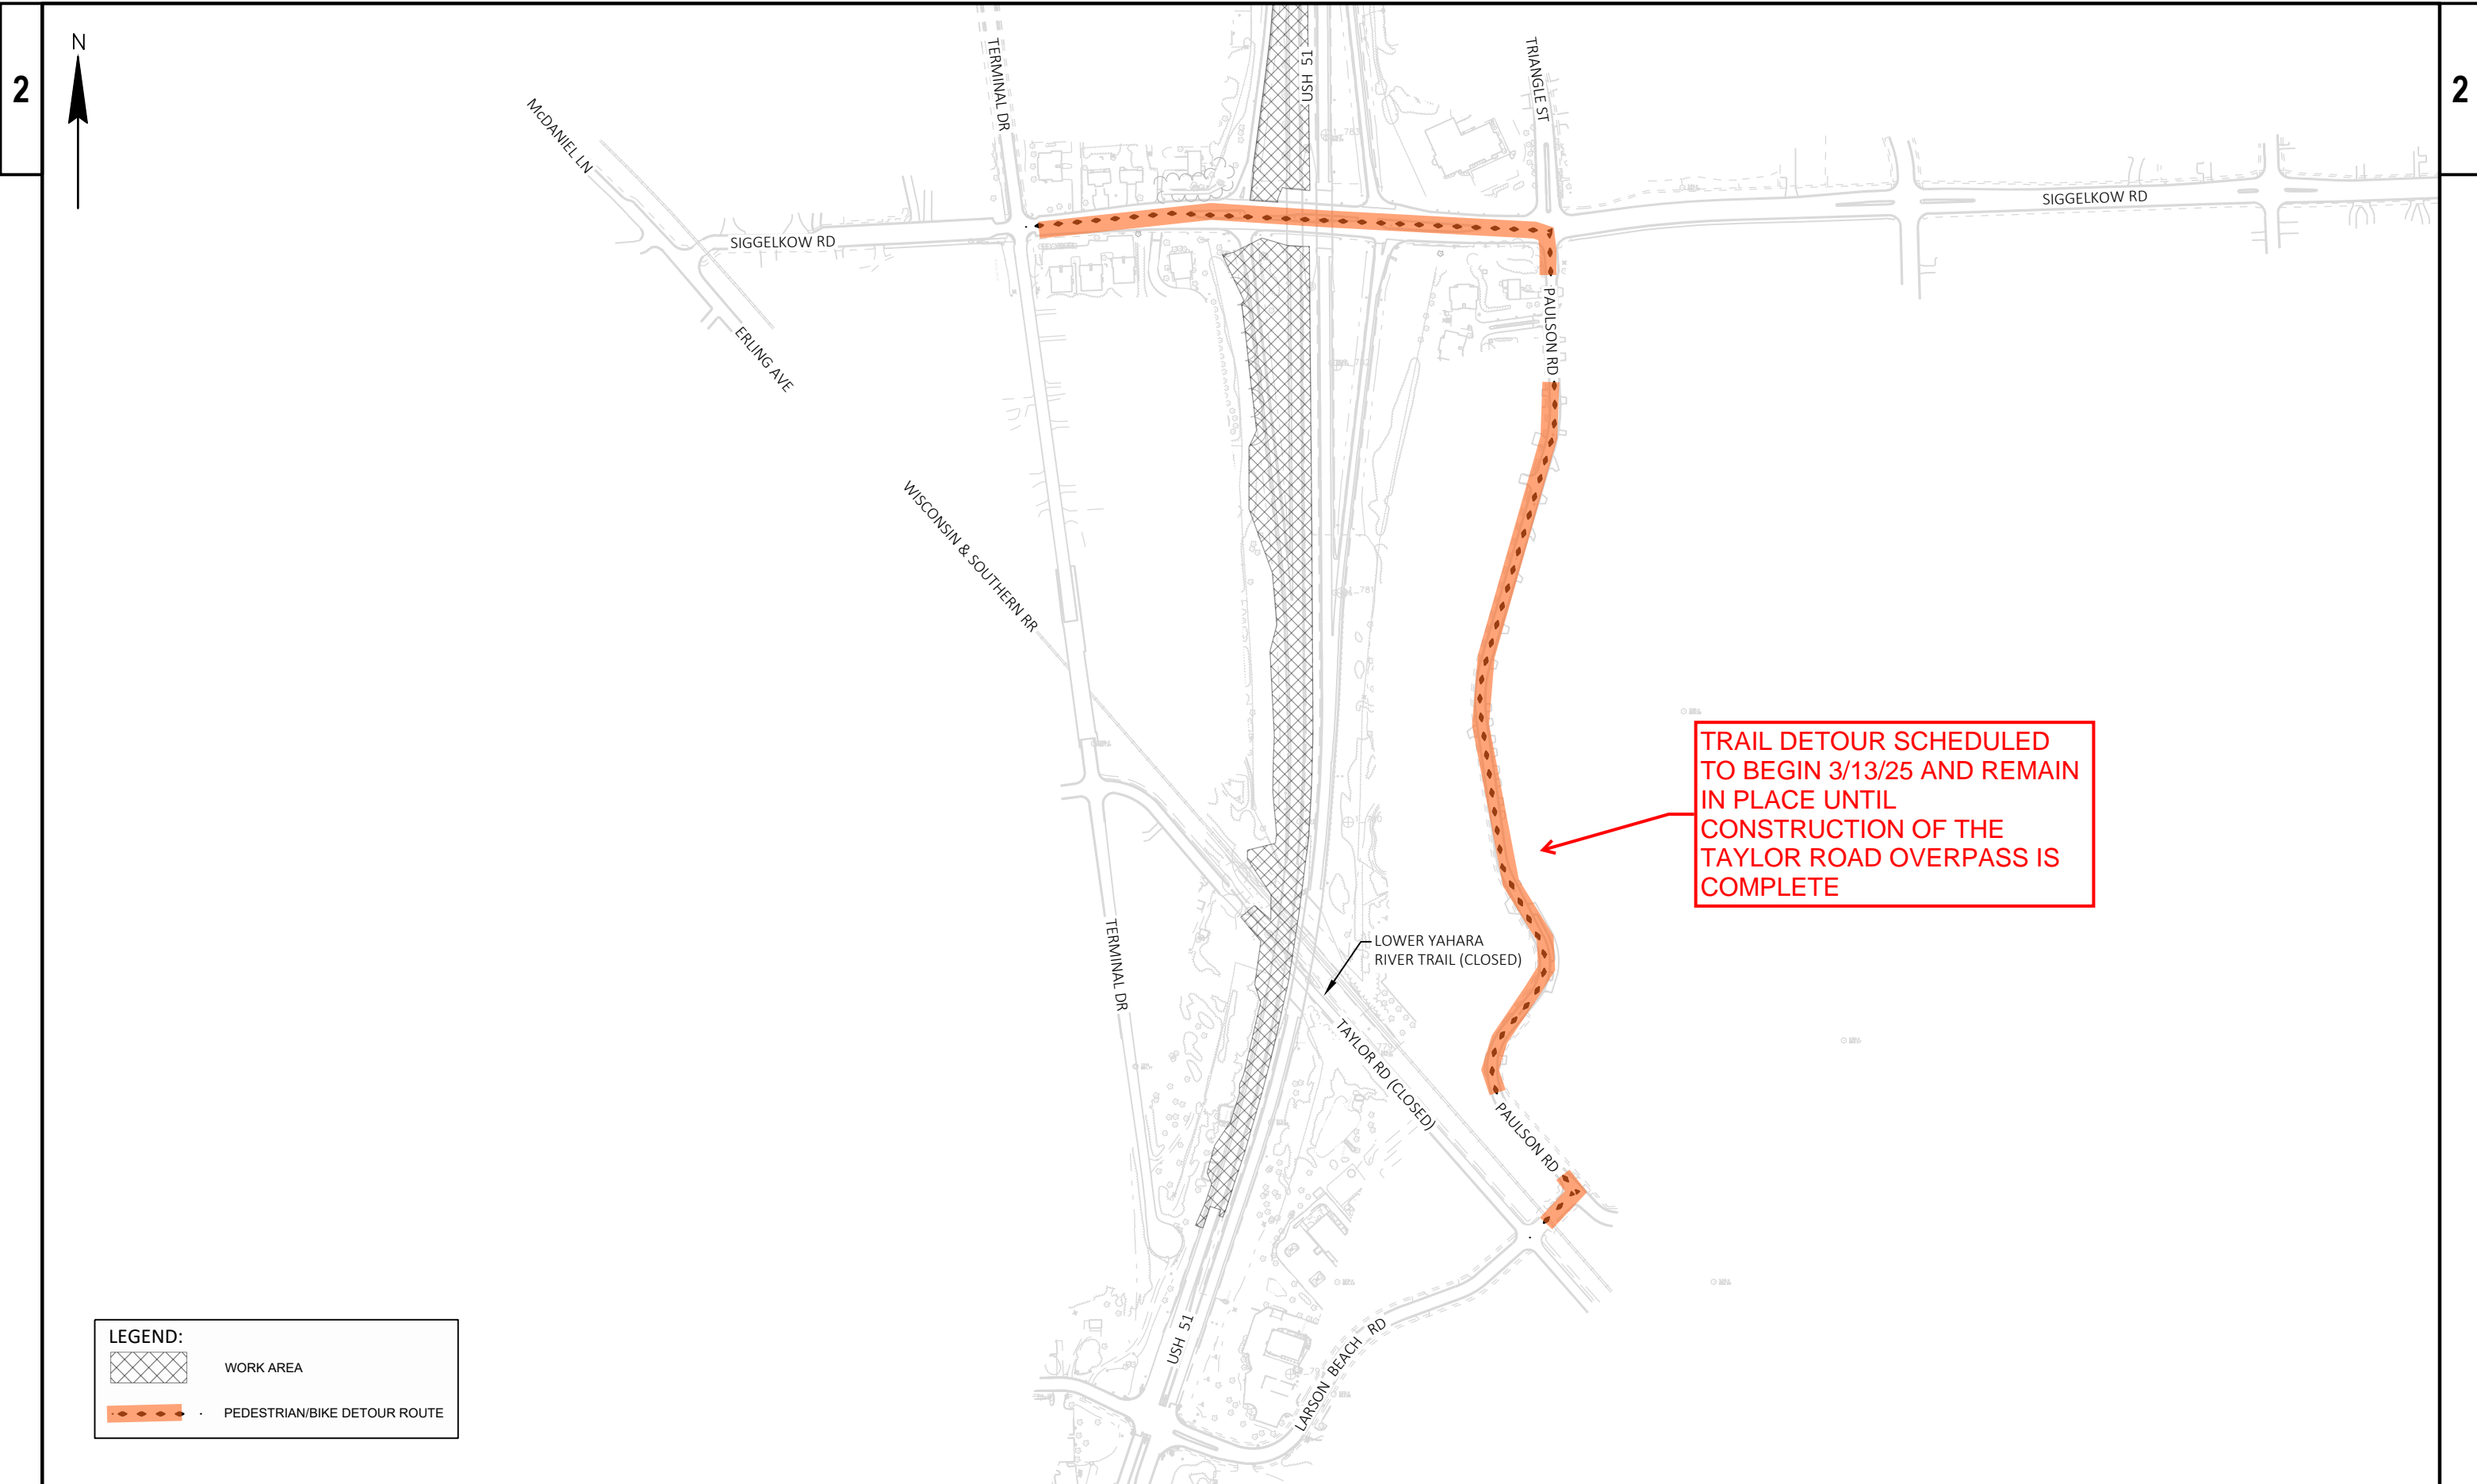 2
2
N
TERMINAL DR
USH 51
TRIANGLE ST
McDANIEL LN
SIGGELKOW RD
SIGGELKOW RD
ERLING AVE
PAULSON RD
WISCONSIN & SOUTHERN RR
TRAIL DETOUR SCHEDULED
TO BEGIN 3/13/25 AND REMAIN
IN PLACE UNTIL
CONSTRUCTION OF THE
TAYLOR ROAD OVERPASS IS
COMPLETE
LOWER YAHARA
RIVER TRAIL (CLOSED)
TERMINAL DR
TAYLOR RD (CLOSED)
PAULSON RD
USH 51
LARSON BEACH RD
LEGEND:
WORK AREA
PEDESTRIAN/BIKE DETOUR ROUTE